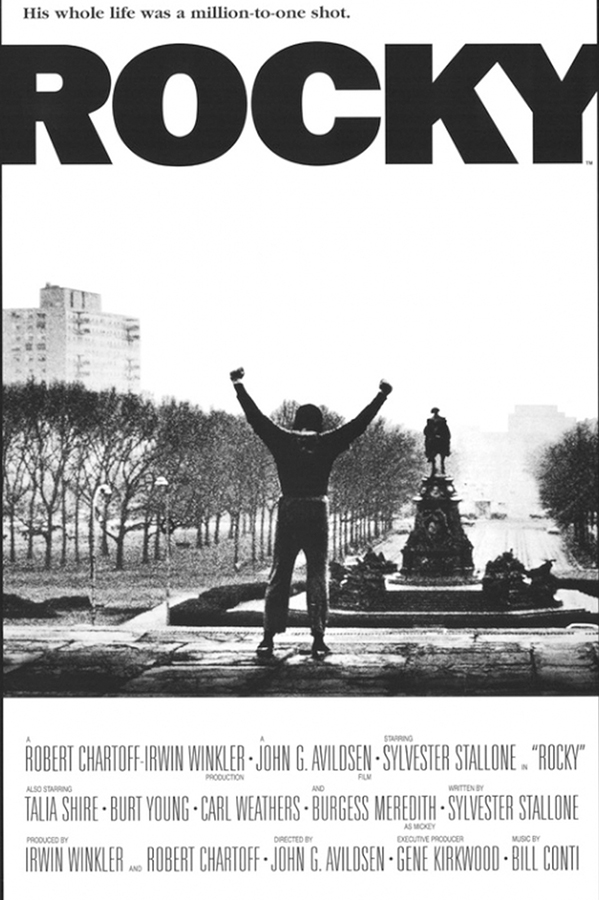 His whole life was a million-to-one shot.
ROCKY™
A A STARRING
ROBERT CHARTOFF-IRWIN WINKLER • JOHN G. AVILDSEN • SYLVESTER STALLONE IN "ROCKY"
PRODUCTION FILM
ALSO STARRING AND WRITTEN BY
TALIA SHIRE • BURT YOUNG • CARL WEATHERS • BURGESS MEREDITH • SYLVESTER STALLONE
AS MICKEY
PRODUCED BY DIRECTED BY EXECUTIVE PRODUCER MUSIC BY
IRWIN WINKLER AND ROBERT CHARTOFF • JOHN G. AVILDSEN • GENE KIRKWOOD • BILL CONTI